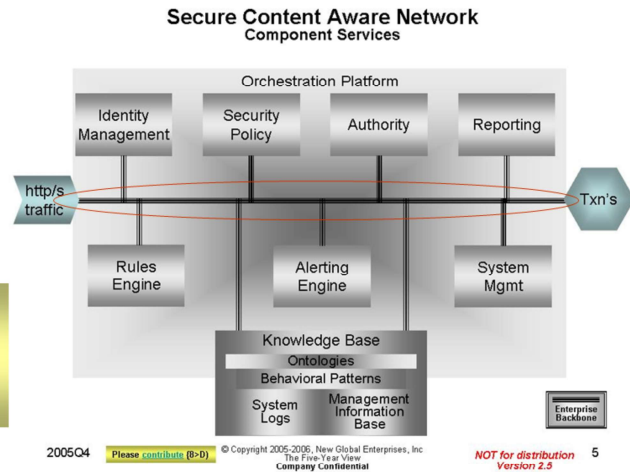 Secure Content Aware Network
Component Services
Orchestration Platform
Identity
Management
Security
Policy
Authority
Reporting
http/s
traffic
Txn's
Rules
Engine
Alerting
Engine
System
Mgmt
Knowledge Base
Ontologies
Behavioral Patterns
System
Logs
Management
Information
Base
Enterprise
Backbone
2005Q4
Please contribute (B>D)
© Copyright 2005-2006, New Global Enterprises, Inc
The Five-Year View
Company Confidential
NOT for distribution
Version 2.5
5